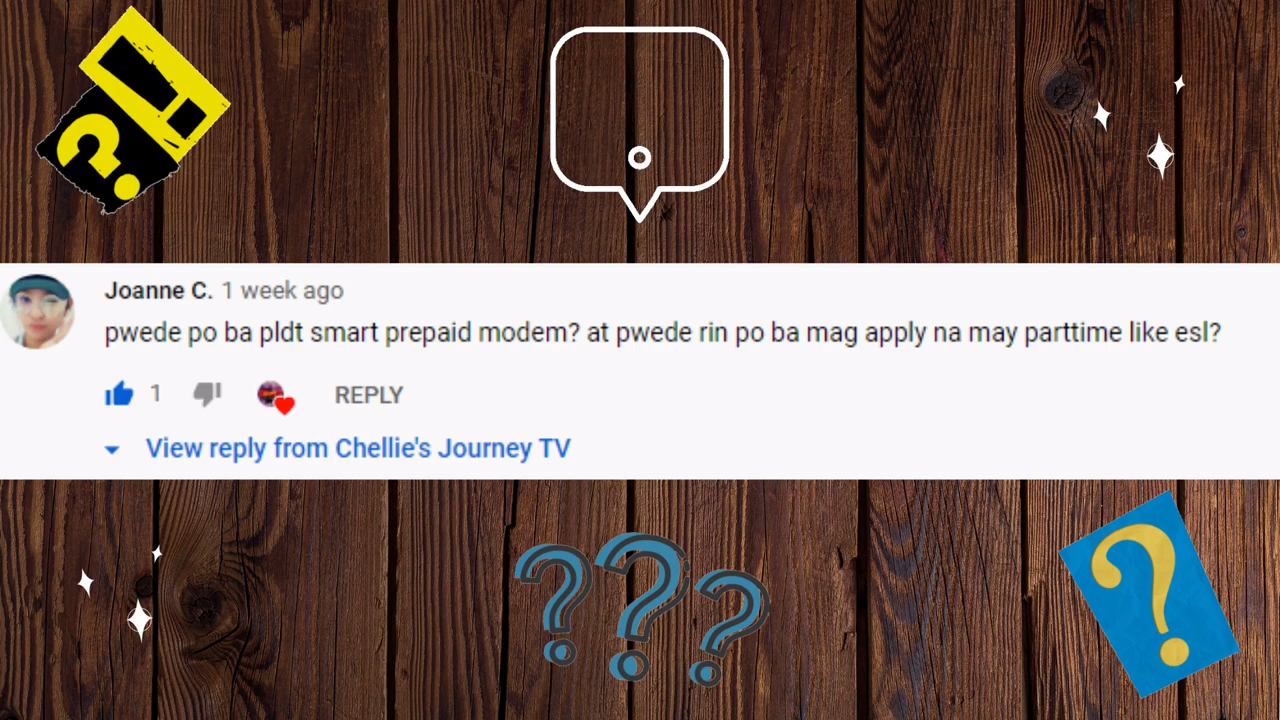 ?!
Joanne C. 1 week ago
pwede po ba pldt smart prepaid modem? at pwede rin po ba mag apply na may parttime like esl?
1 REPLY
View reply from Chellie's Journey TV
???
?